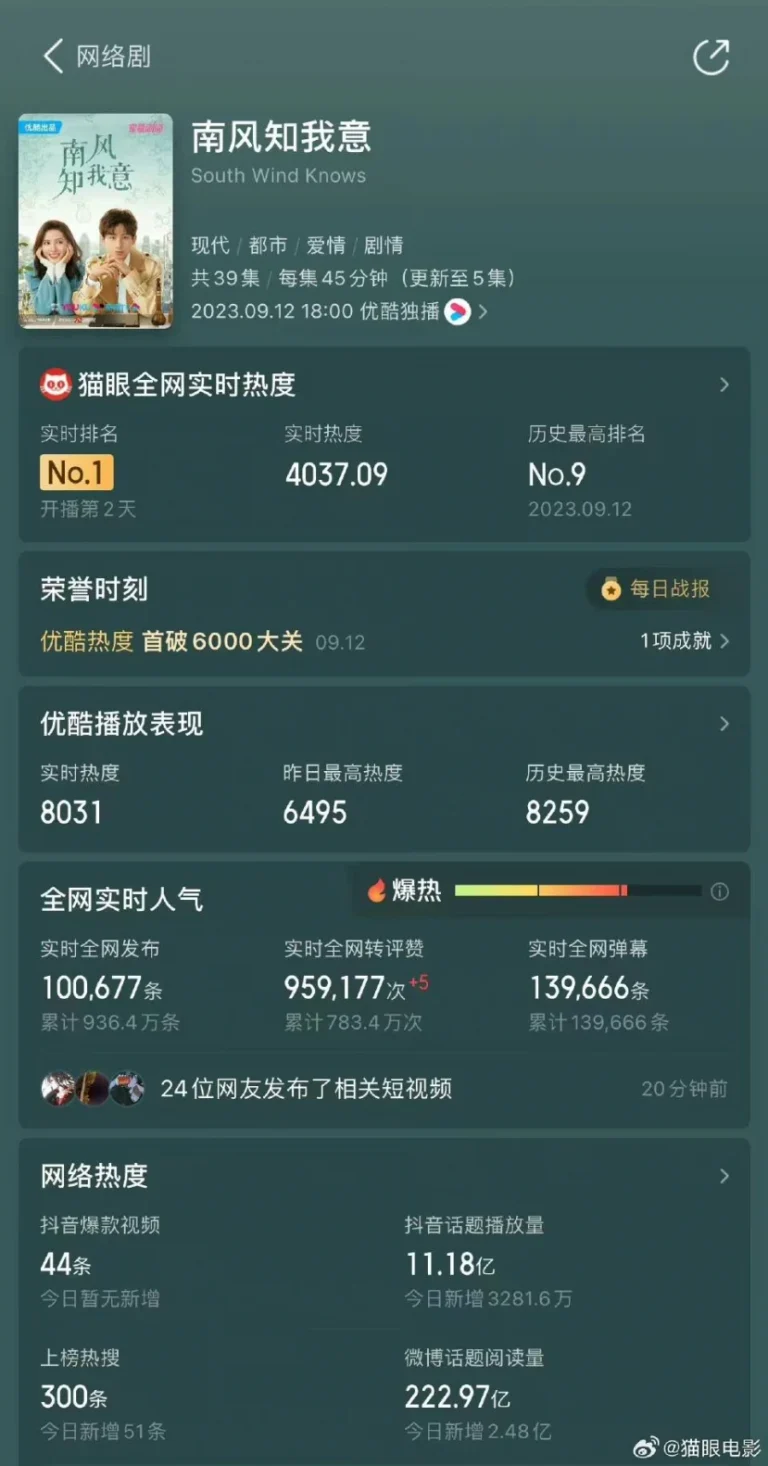 网络剧
优酷出品
南风
知我意
南风知我意
South Wind Knows
现代 / 都市 / 爱情 / 剧情
共39集 / 每集45分钟（更新至5集）
2023.09.12 18:00 优酷独播
猫眼全网实时热度
实时排名 实时热度 历史最高排名
No.1 4037.09 No.9
开播第2天 2023.09.12
荣誉时刻 每日战报
优酷热度 首破6000大关 09.12 1项成就
优酷播放表现
实时热度 昨日最高热度 历史最高热度
8031 6495 8259
全网实时人气 爆热
实时全网发布 实时全网转评赞 实时全网弹幕
100,677条 959,177次+5 139,666条
累计936.4万条 累计783.4万次 累计139,666条
24位网友发布了相关短视频 20分钟前
网络热度
抖音爆款视频 抖音话题播放量
44条 11.18亿
今日暂无新增 今日新增3281.6万
上榜热搜 微博话题阅读量
300条 222.97亿
今日新增51条 今日新增2.48亿
@猫眼电影